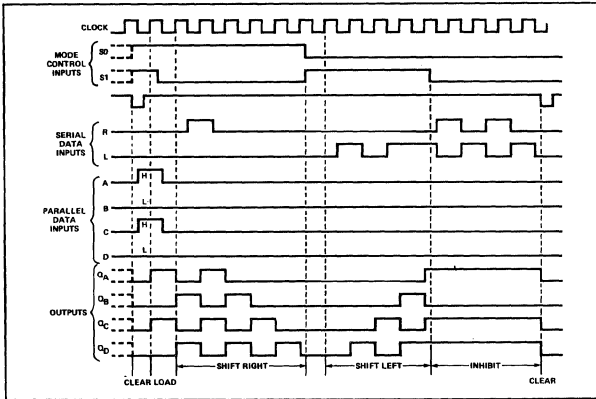 CLOCK
MODE
CONTROL
INPUTS
S0
S1
SERIAL
DATA
INPUTS
R
L
PARALLEL
DATA
INPUTS
A
H
B
L
C
H
D
L
OUTPUTS
QA
QB
QC
QD
CLEAR LOAD
SHIFT RIGHT
SHIFT LEFT
INHIBIT
CLEAR